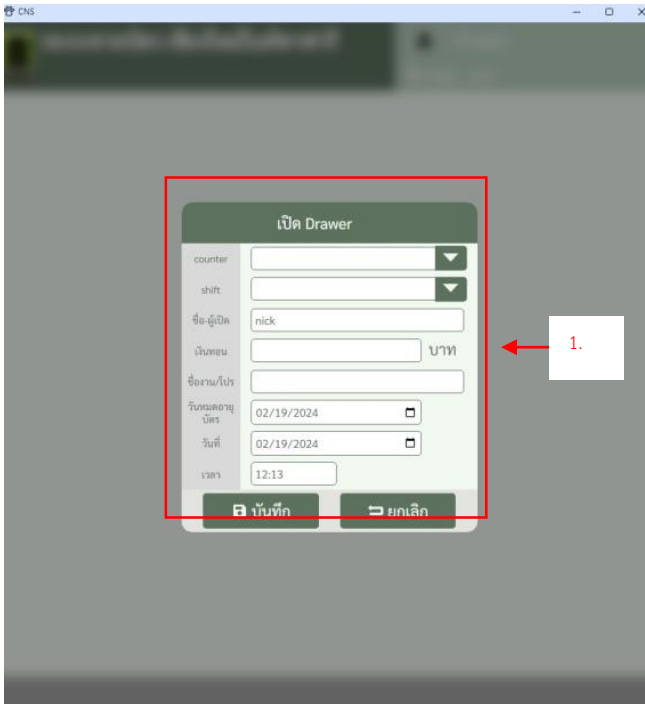 CNS
เปิด Drawer
counter
shift
ชื่อ-ผู้เปิด nick
เงินทอน บาท
ชื่องาน/โปร
วันหมดอายุ
บัตร 02/19/2024
วันที่ 02/19/2024
เวลา 12:13
บันทึก ยกเลิก
1.